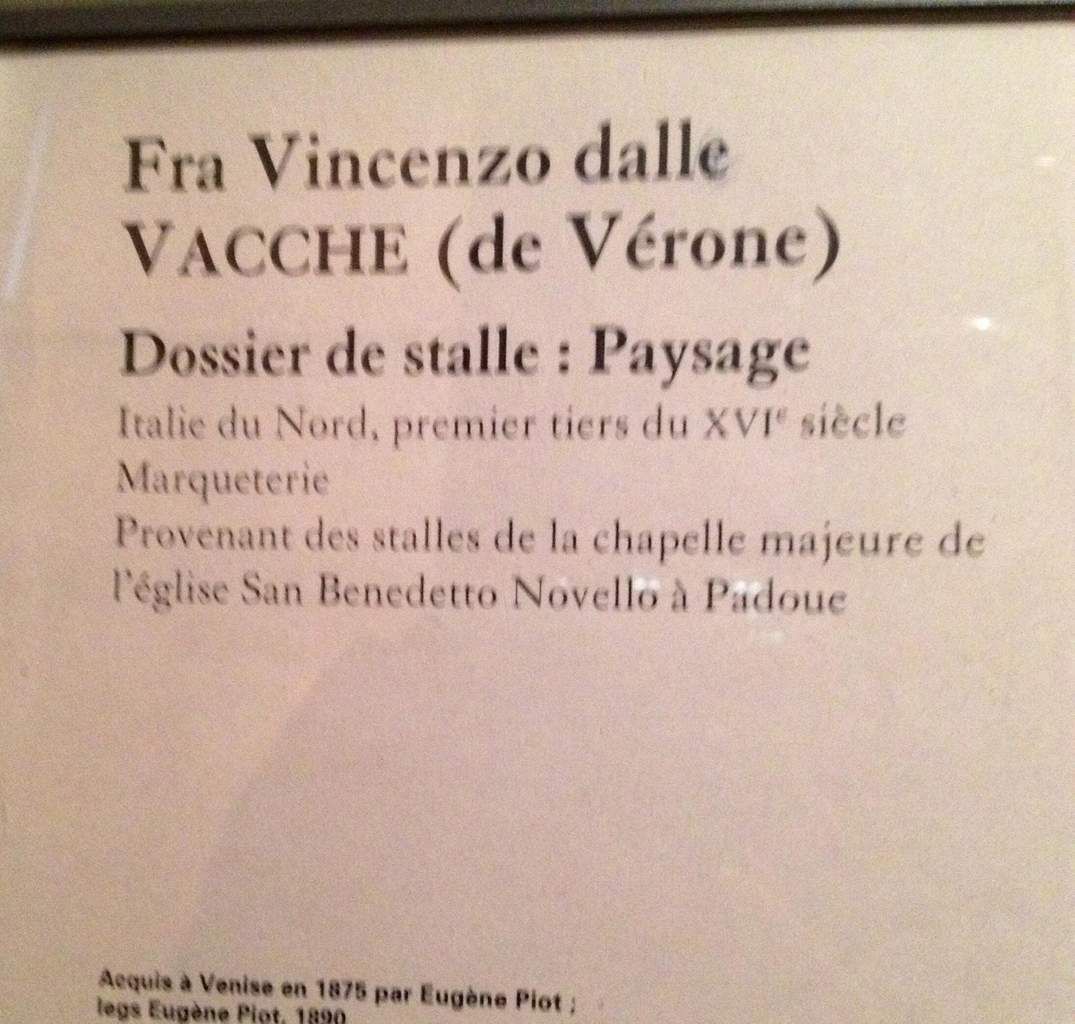 Fra Vincenzo dalle
VACCHE (de Vérone)
Dossier de stalle : Paysage
Italie du Nord, premier tiers du XVIᵉ siècle
Marqueterie
Provenant des stalles de la chapelle majeure de
l'église San Benedetto Novello à Padoue
Acquis à Venise en 1875 par Eugène Piot ;
legs Eugène Piot, 1890